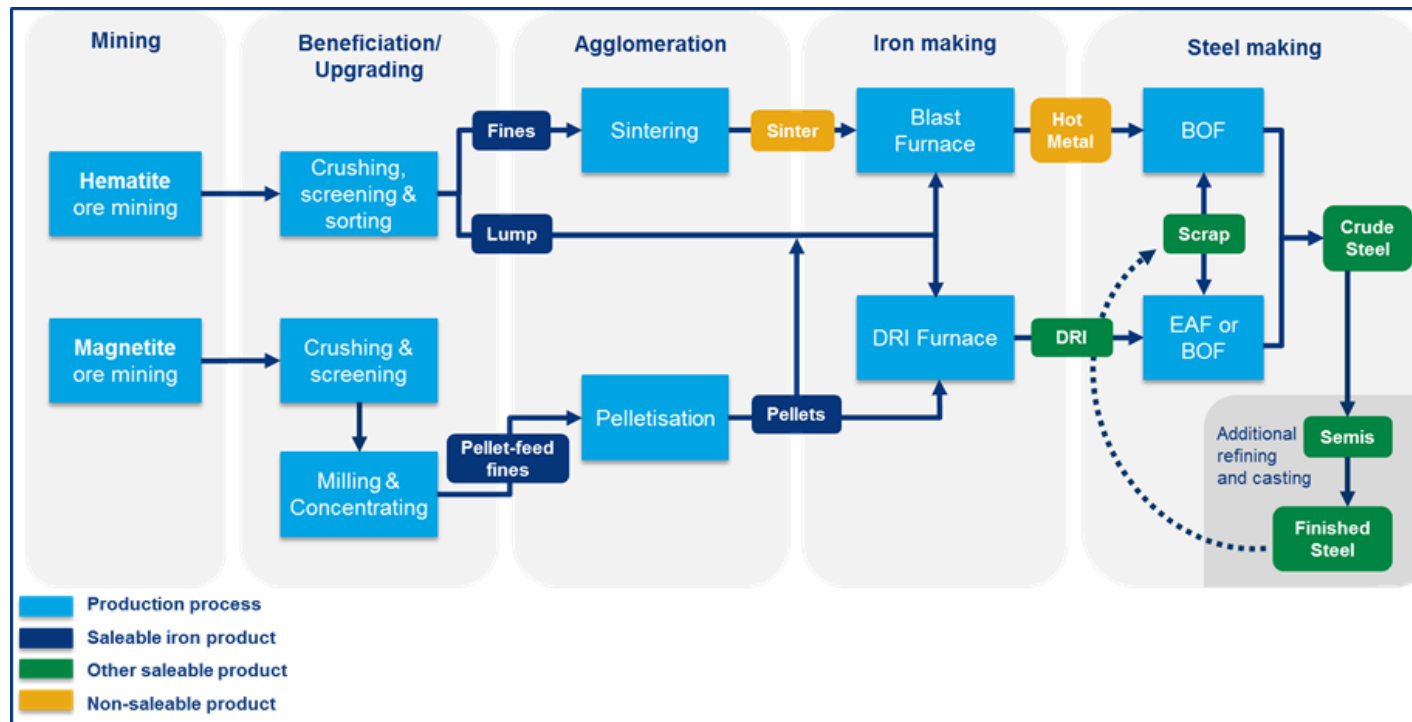 Mining
Beneficiation/
Upgrading
Agglomeration
Iron making
Steel making
Hematite
ore mining
Crushing,
screening &
sorting
Fines
Lump
Sintering
Sinter
Blast
Furnace
Hot
Metal
BOF
Scrap
Crude
Steel
Magnetite
ore mining
Crushing &
screening
Milling &
Concentrating
Pellet-feed
fines
Pelletisation
Pellets
DRI Furnace
DRI
EAF or
BOF
Additional
refining
and casting
Semis
Finished
Steel
Production process
Saleable iron product
Other saleable product
Non-saleable product